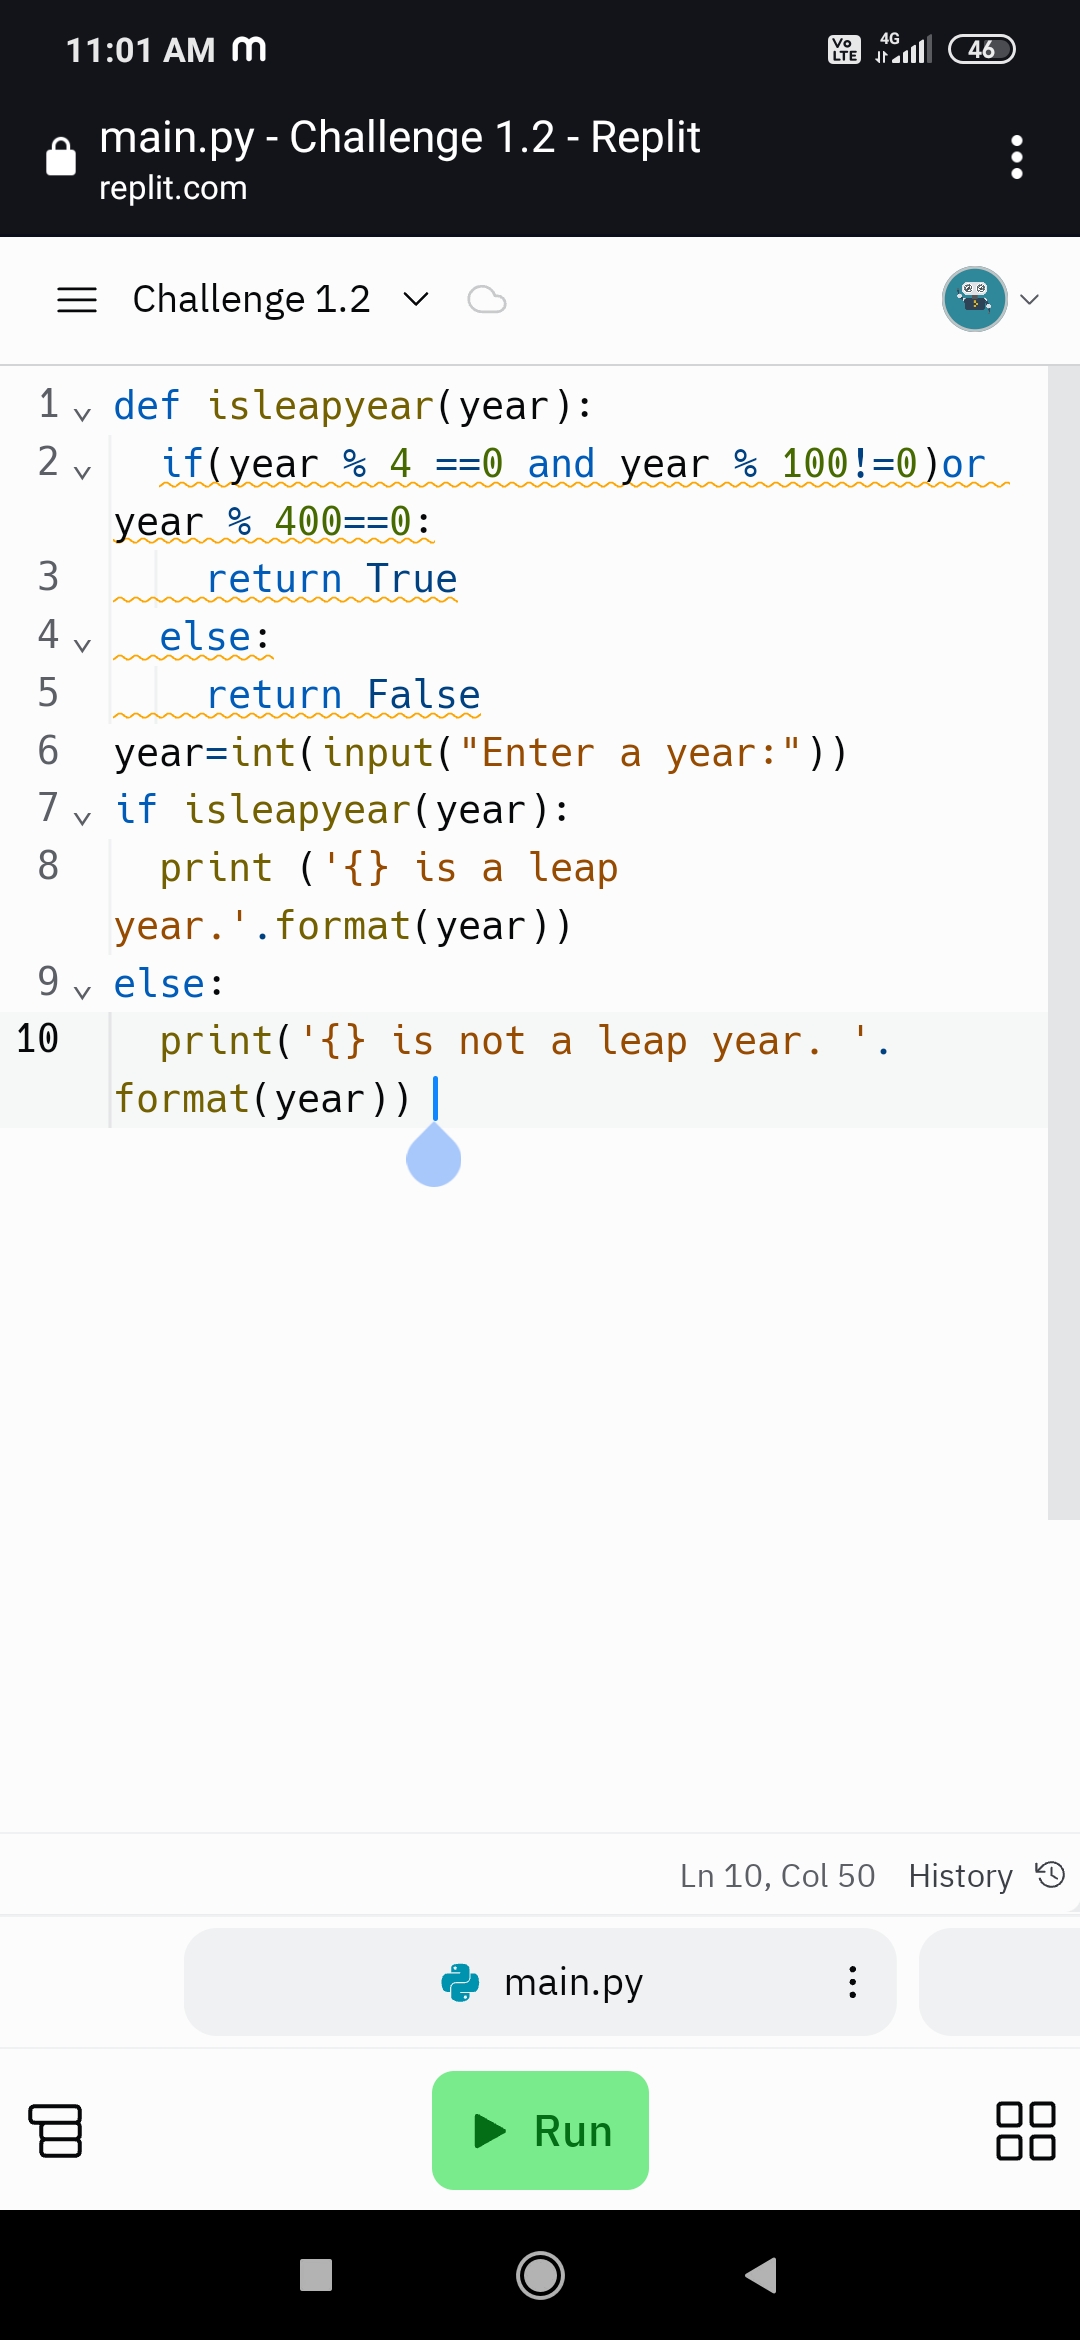 11:01 AM m
Vo LTE 4G 46
main.py - Challenge 1.2 - Replit
replit.com
Challenge 1.2
1 def isleapyear(year):
2   if(year % 4 ==0 and year % 100!=0)or
year % 400==0:
3     return True
4   else:
5     return False
6 year=int(input("Enter a year:"))
7 if isleapyear(year):
8   print ('{} is a leap
year.'.format(year))
9 else:
10   print('{} is not a leap year. '.
format(year))
Ln 10, Col 50 History
main.py
Run